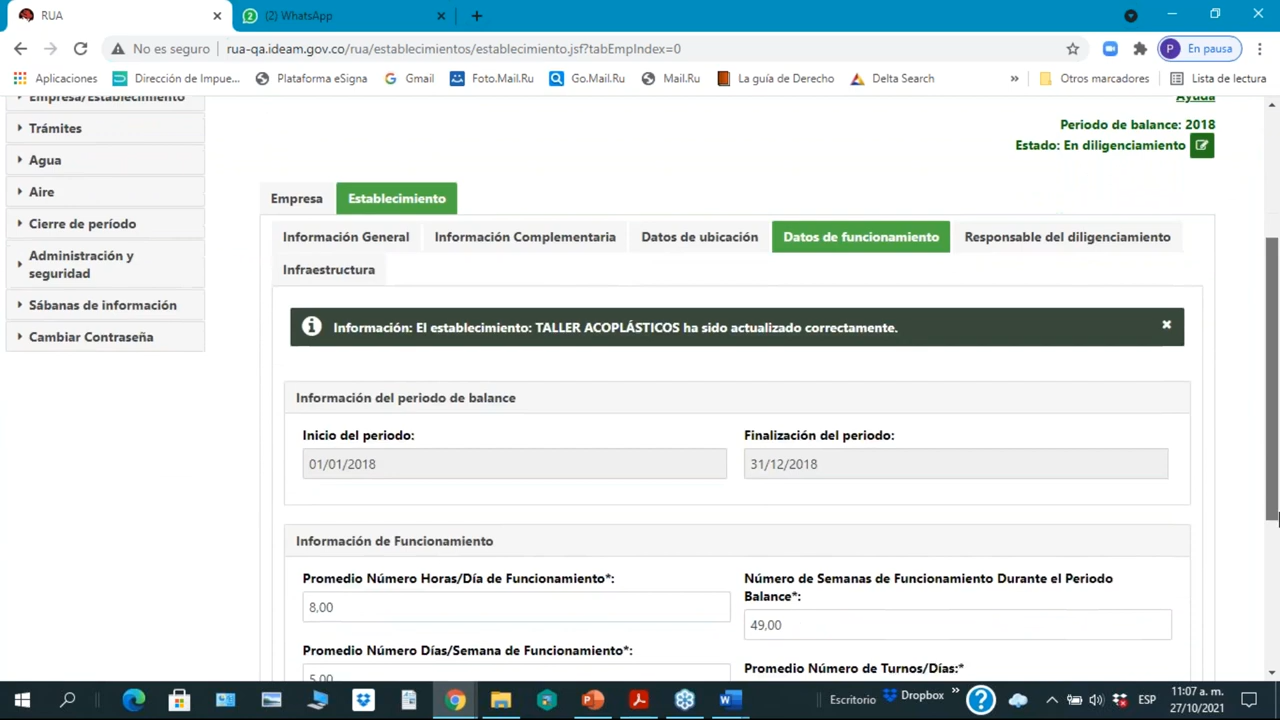 RUA
(2) WhatsApp
No es seguro | rua-qa.ideam.gov.co/rua/establecimientos/establecimiento.jsf?tabEmpIndex=0
P En pausa
Aplicaciones Dirección de Impue... Plataforma eSigna Gmail Foto.Mail.Ru Go.Mail.Ru Mail.Ru La guía de Derecho Delta Search » Otros marcadores Lista de lectura
Empresa/Establecimiento
Trámites
Agua
Aire
Cierre de período
Administración y
seguridad
Sábanas de información
Cambiar Contraseña
Ayuda
Periodo de balance: 2018
Estado: En diligenciamiento
Empresa Establecimiento
Información General Información Complementaria Datos de ubicación Datos de funcionamiento Responsable del diligenciamiento
Infraestructura
Información: El establecimiento: TALLER ACOPLÁSTICOS ha sido actualizado correctamente.
Información del periodo de balance
Inicio del periodo:
01/01/2018
Finalización del periodo:
31/12/2018
Información de Funcionamiento
Promedio Número Horas/Día de Funcionamiento*:
8,00
Número de Semanas de Funcionamiento Durante el Periodo
Balance*:
49,00
Promedio Número Días/Semana de Funcionamiento*:
5,00
Promedio Número de Turnos/Días:*
Escritorio Dropbox » ESP
11:07 a. m.
27/10/2021